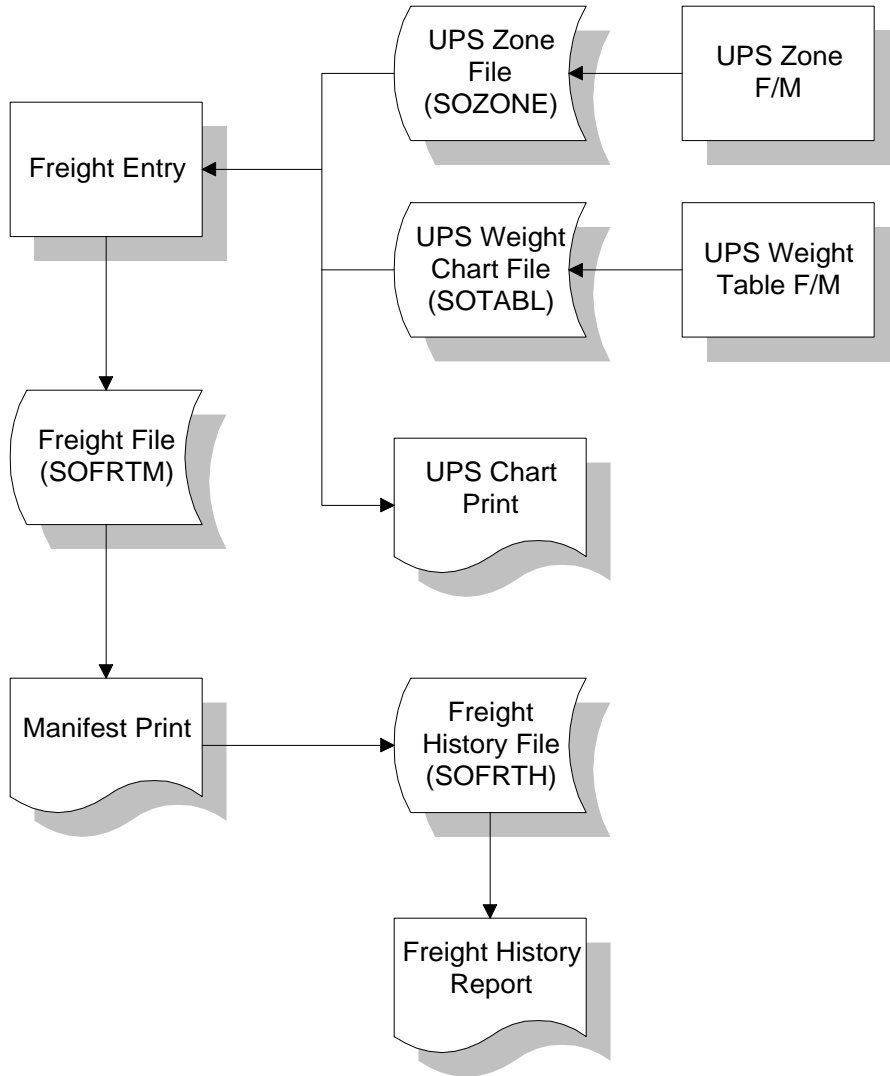 UPS Zone
File
(SOZONE)
UPS Zone
F/M
Freight Entry
UPS Weight
Chart File
(SOTABL)
UPS Weight
Table F/M
Freight File
(SOFRTM)
UPS Chart
Print
Manifest Print
Freight
History File
(SOFRTH)
Freight History
Report